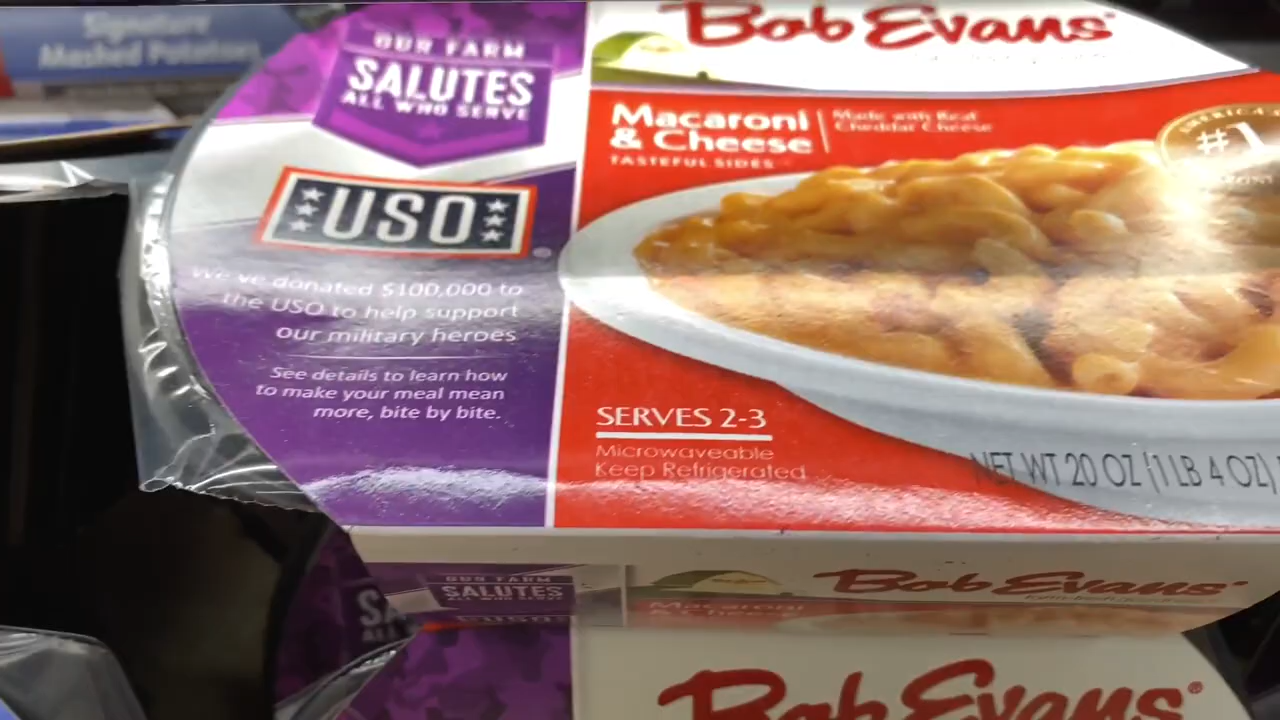 Signature
Mashed Potatoes
OUR FARM
SALUTES
ALL WHO SERVE
USO
We've donated $100,000 to
the USO to help support
our military heroes
See details to learn how
to make your meal mean
more, bite by bite.
Bob Evans
Macaroni
& Cheese
TASTEFUL SIDES
Made with Real
Cheddar Cheese
#1
SERVES 2-3
Microwaveable
Keep Refrigerated
NET WT 20 OZ (1 LB 4 OZ)
OUR FARM
SALUTES
ALL WHO SERVE
Bob Evans
Macaroni
Bob Evans